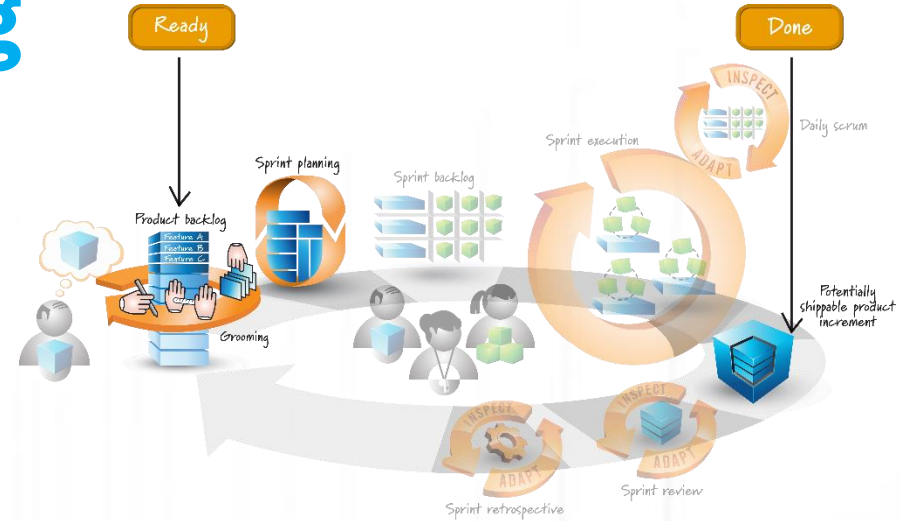 g
Ready
Done
INSPECT
ADAPT
Daily scrum
Sprint execution
Sprint planning
Sprint backlog
Product backlog
Feature A
Feature B
Feature C
Grooming
Potentially
shippable product
increment
INSPECT
ADAPT
Sprint retrospective
INSPECT
ADAPT
Sprint review